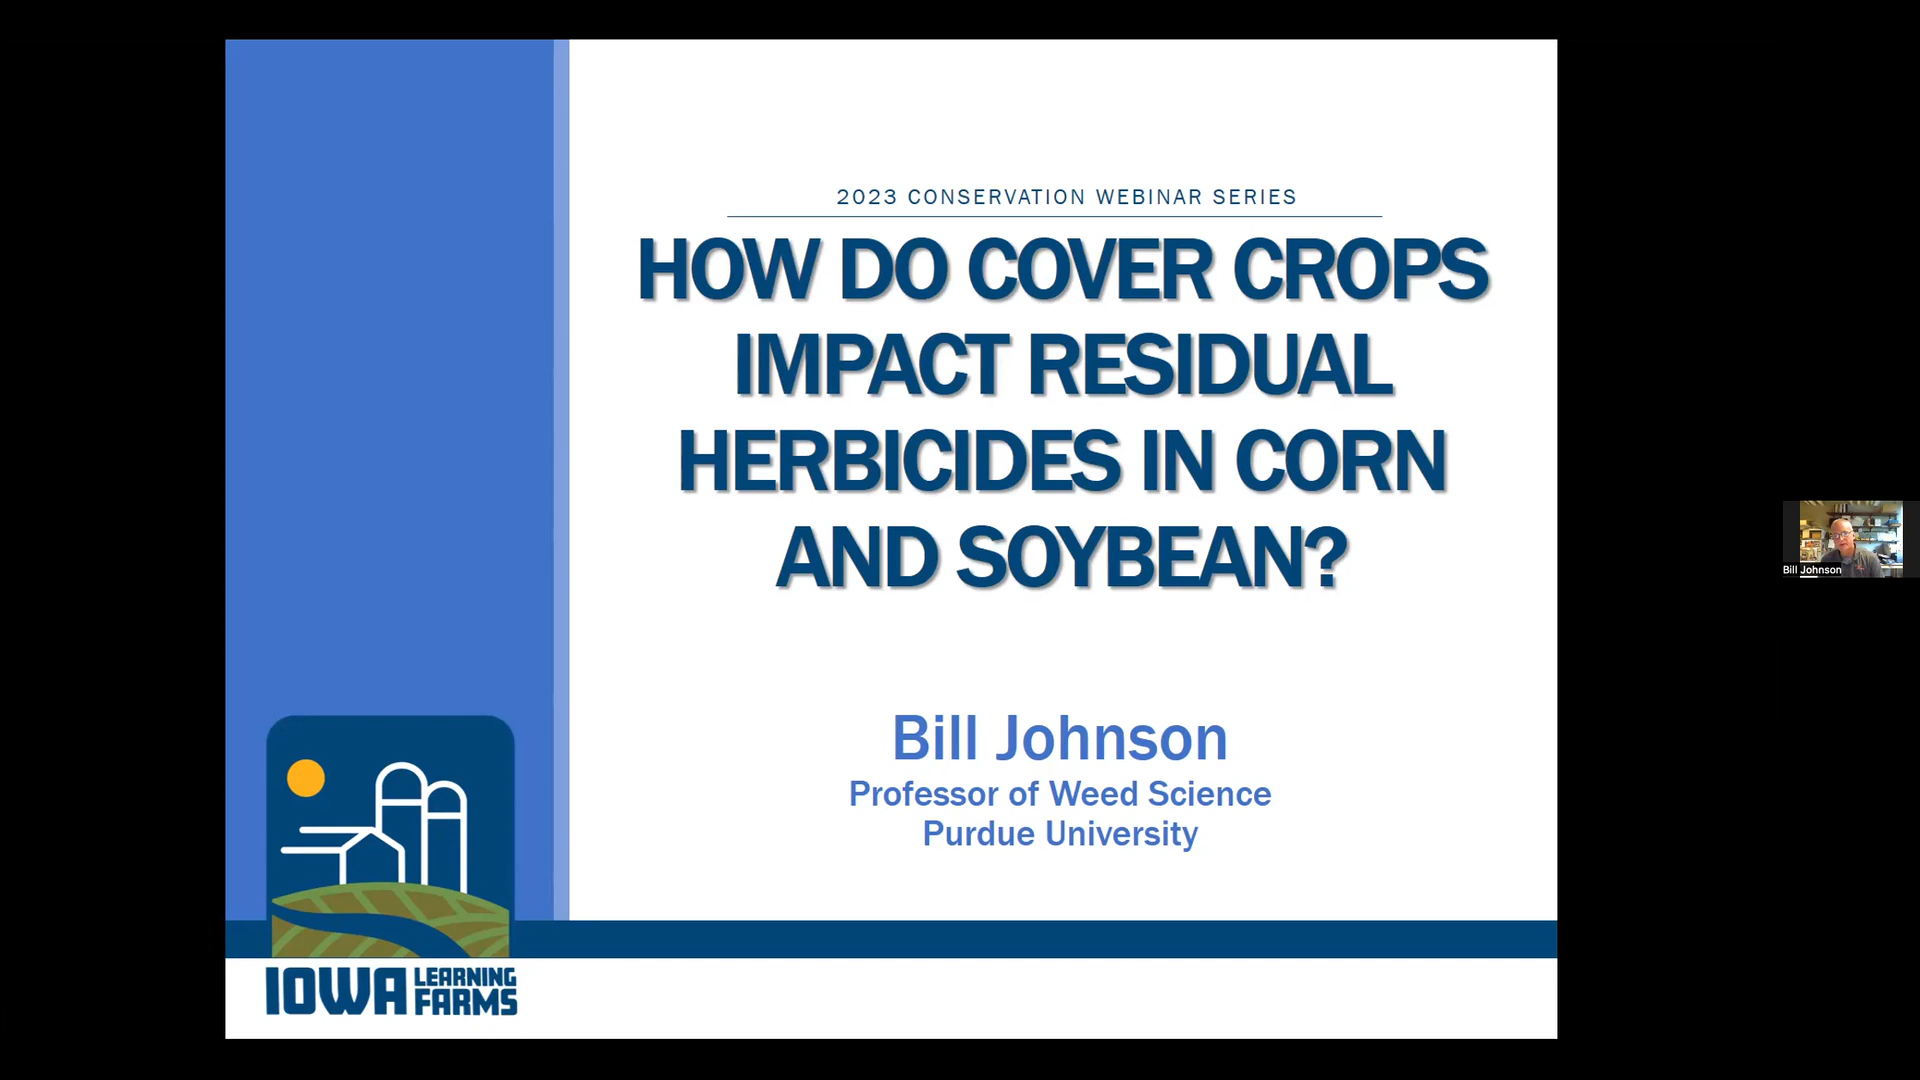 2023 CONSERVATION WEBINAR SERIES
HOW DO COVER CROPS
IMPACT RESIDUAL
HERBICIDES IN CORN
AND SOYBEAN?
Bill Johnson
Professor of Weed Science
Purdue University
IOWA LEARNING FARMS
Bill Johnson